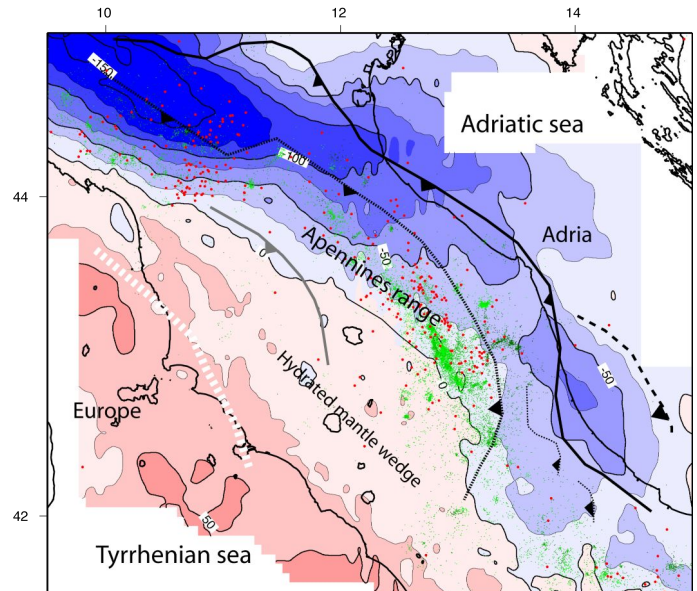 10 12 14
-150
Adriatic sea
-100
44
Adria
-50
Apennines range
0
Hydrated mantle wedge
-50
0
Europe
50
42
Tyrrhenian sea